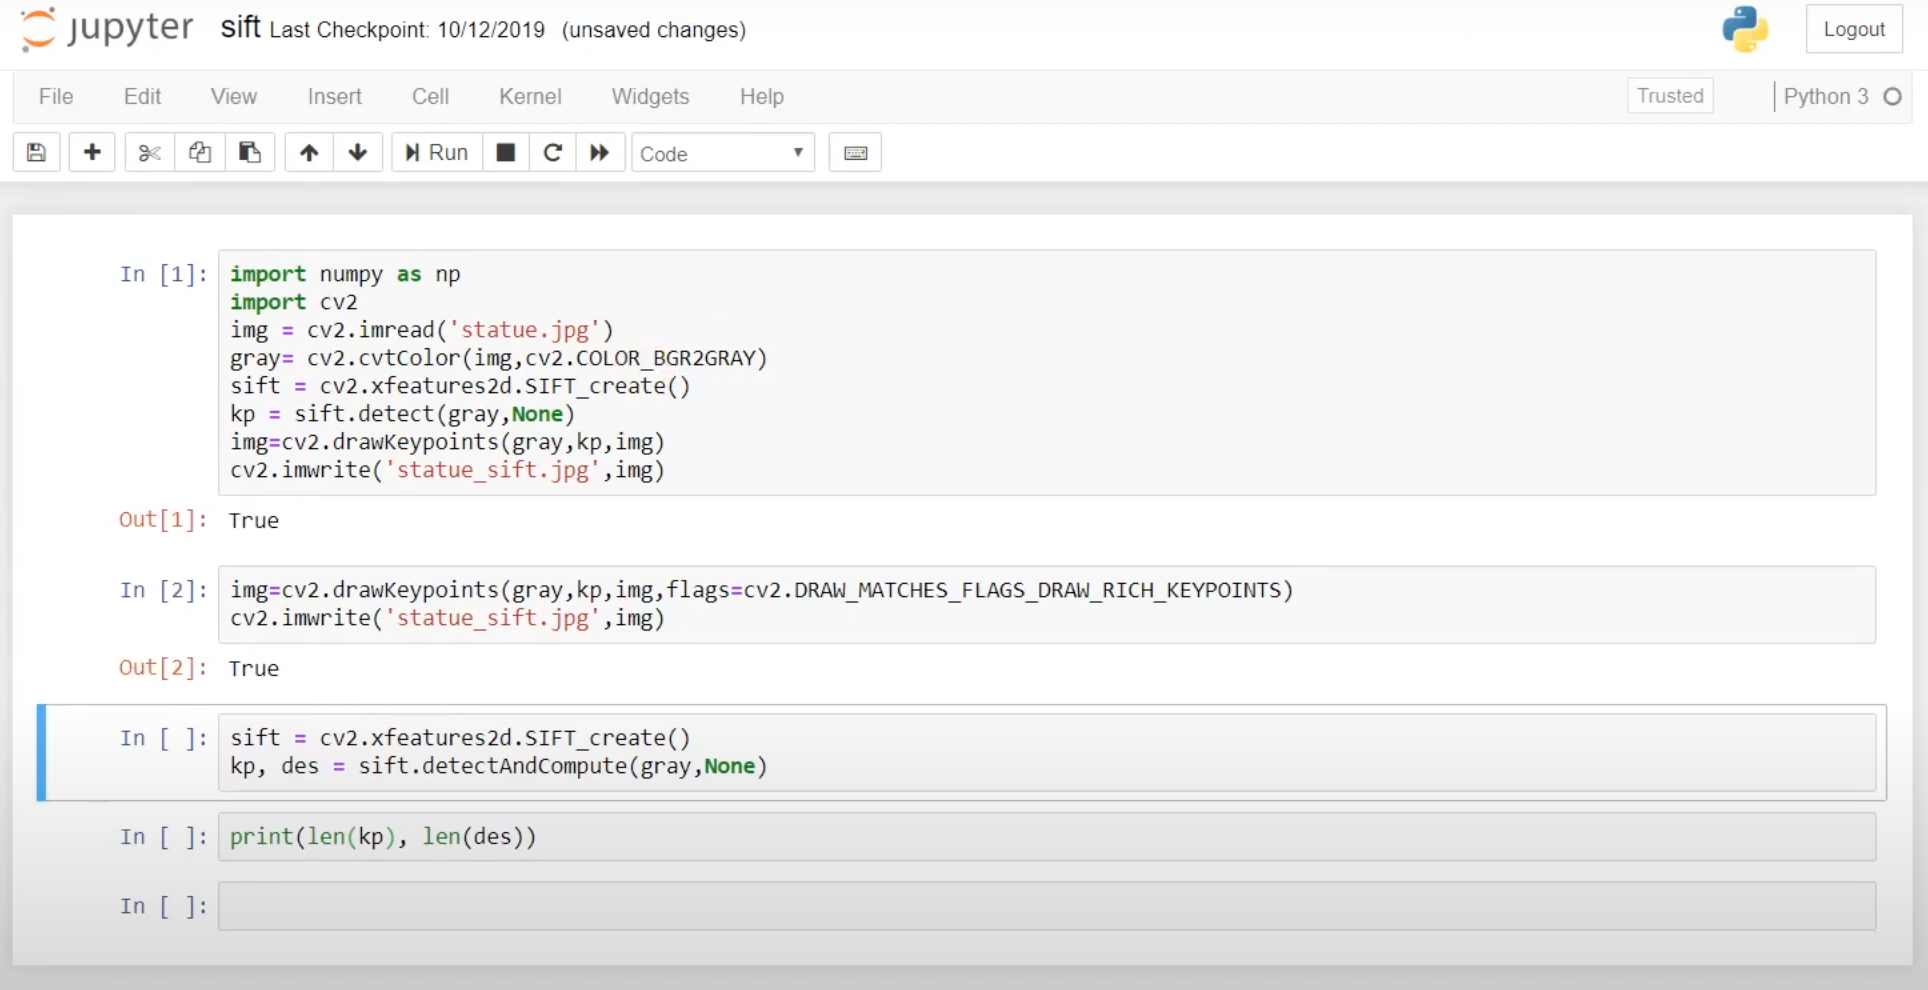 jupyter sift Last Checkpoint: 10/12/2019 (unsaved changes) Logout
File Edit View Insert Cell Kernel Widgets Help Trusted Python 3
Run Code
In [1]: import numpy as np
import cv2
img = cv2.imread('statue.jpg')
gray= cv2.cvtColor(img,cv2.COLOR_BGR2GRAY)
sift = cv2.xfeatures2d.SIFT_create()
kp = sift.detect(gray,None)
img=cv2.drawKeypoints(gray,kp,img)
cv2.imwrite('statue_sift.jpg',img)
Out[1]: True
In [2]: img=cv2.drawKeypoints(gray,kp,img,flags=cv2.DRAW_MATCHES_FLAGS_DRAW_RICH_KEYPOINTS)
cv2.imwrite('statue_sift.jpg',img)
Out[2]: True
In [ ]: sift = cv2.xfeatures2d.SIFT_create()
kp, des = sift.detectAndCompute(gray,None)
In [ ]: print(len(kp), len(des))
In [ ]: